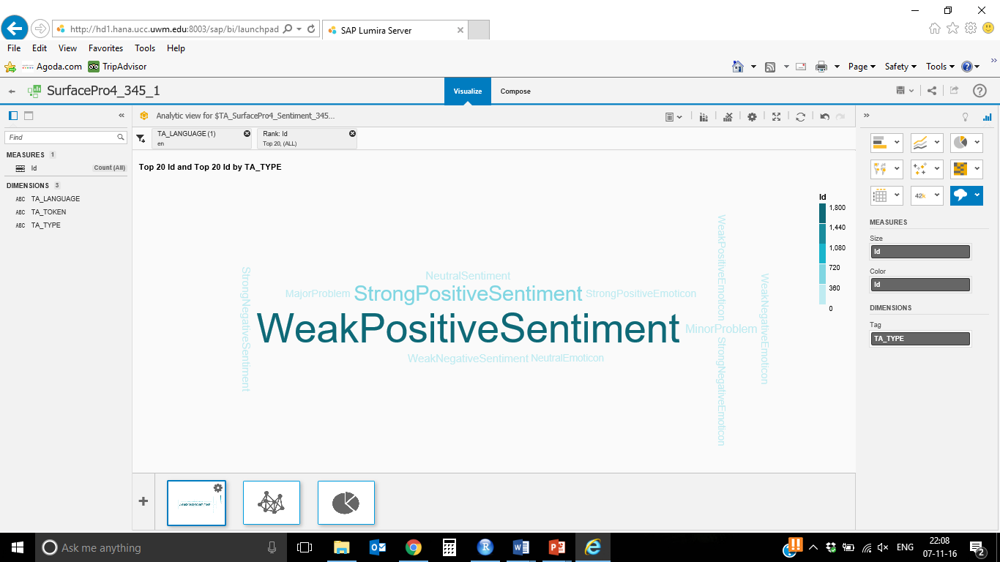 http://hd1.hana.ucc.uwm.edu:8003/sap/bi/launchpad
SAP Lumira Server
File Edit View Favorites Tools Help
Agoda.com TripAdvisor
Page Safety Tools
SurfacePro4_345_1
Visualize Compose
Analytic view for $TA_SurfacePro4_Sentiment_345...
Find
TA_LANGUAGE (1)
en
Rank: Id
Top 20, (ALL)
MEASURES 1
Id Count (All)
DIMENSIONS 3
ABC TA_LANGUAGE
ABC TA_TOKEN
ABC TA_TYPE
Top 20 Id and Top 20 Id by TA_TYPE
NeutralSentiment
MajorProblem StrongPositiveSentiment StrongPositiveEmoticon
WeakPositiveSentiment MinorProblem
WeakNegativeSentiment NeutralEmoticon
StrongNegativeSentiment
WeakPositiveEmoticon
StrongNegativeEmoticon
WeakNegativeEmoticon
Id
1,800
1,440
1,080
720
360
0
42k
MEASURES
Size
Id
Color
Id
DIMENSIONS
Tag
TA_TYPE
Ask me anything
ENG
22:08
07-11-16
2